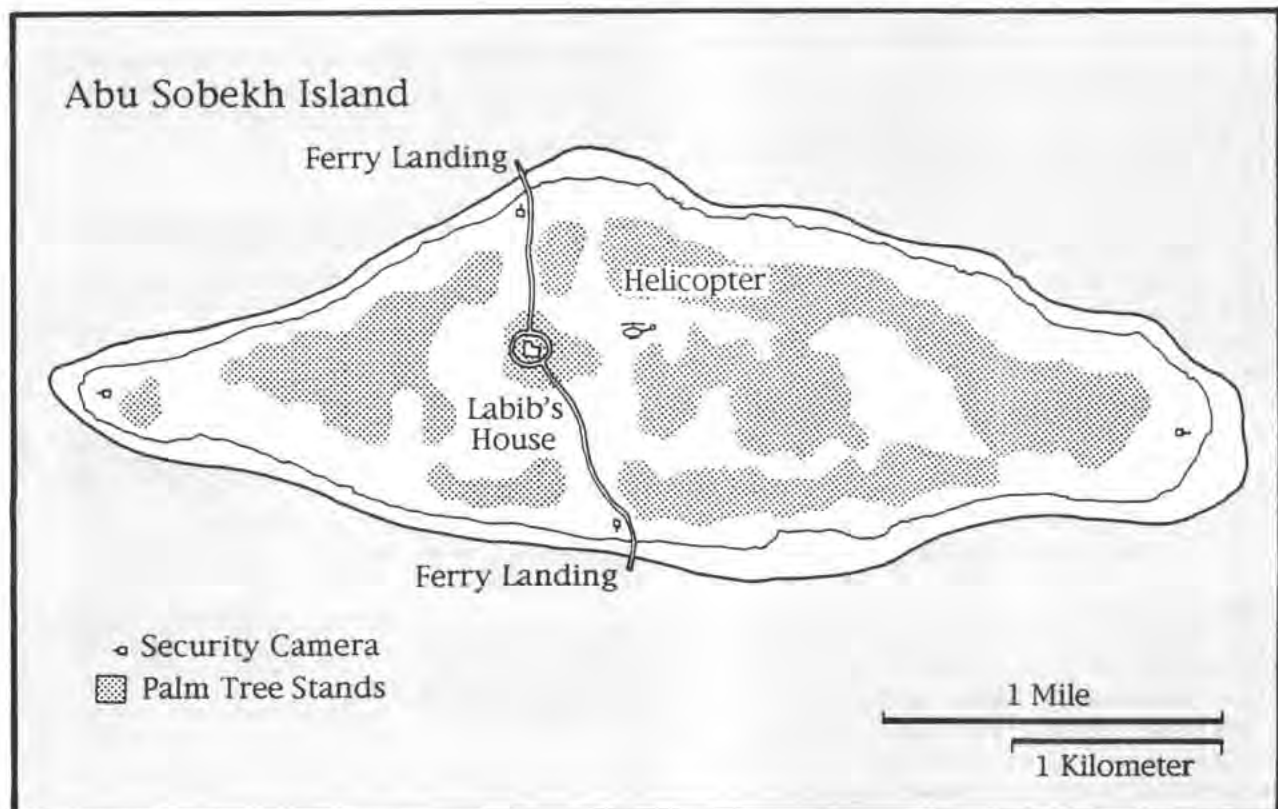 Abu Sobekh Island
Ferry Landing
Helicopter
Labib's
House
Ferry Landing
Security Camera
Palm Tree Stands
1 Mile
1 Kilometer